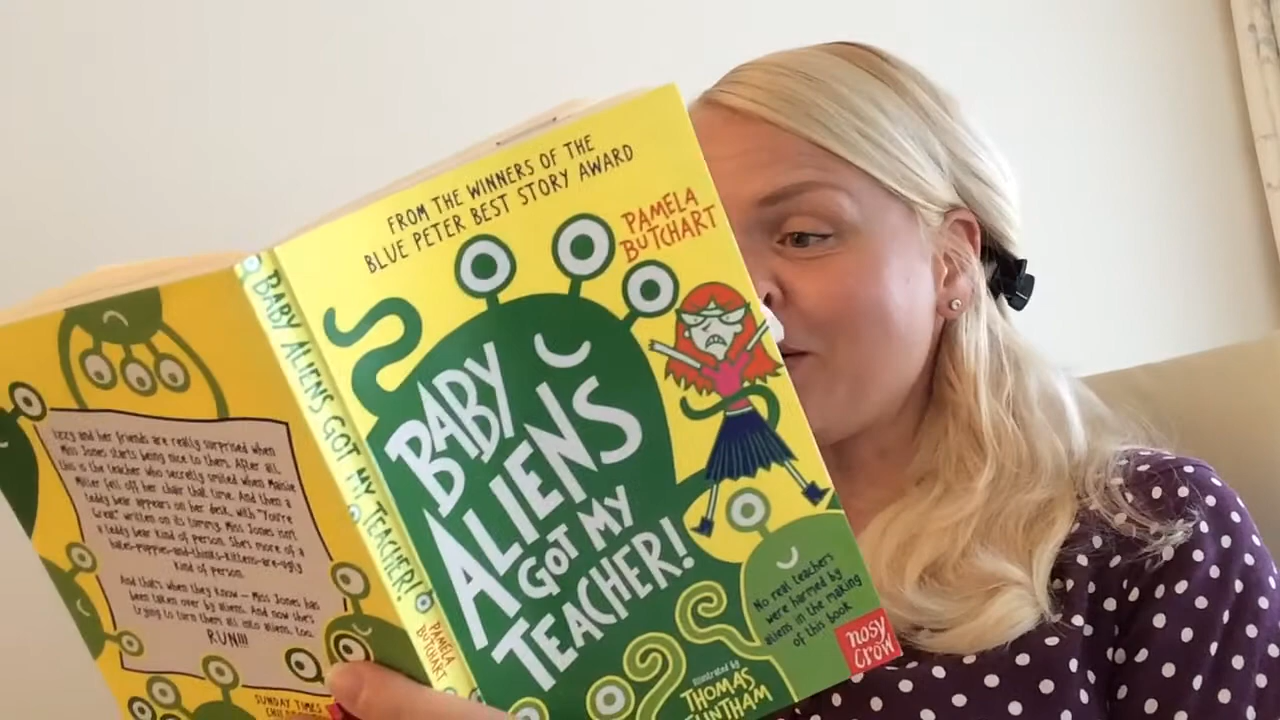 FROM THE WINNERS OF THE
BLUE PETER BEST STORY AWARD
PAMELA
BUTCHART
BABY
ALIENS
GOT MY
TEACHER!
No real teachers
were harmed by
aliens in the making
of this book
nosy
crow
Illustrated by
THOMAS
FLINTHAM
BABY ALIENS GOT MY TEACHER!
PAMELA
BUTCHART
Izzy and her friends are really surprised when
Miss Jones starts being nice to them. After all,
this is the teacher who secretly smiled when Maisie
Miller fell off her chair that time. And then a
teddy bear appears on her desk, with "You're
Great" written on its tummy. Miss Jones isn't
a teddy bear kind of person. She's more of a
hates-puppies-and-thinks-kittens-are-ugly
kind of person.
And that's when they know – Miss Jones has
been taken over by aliens. And now she's
trying to turn them all into aliens, too.
RUN!!!
SUNDAY TIMES